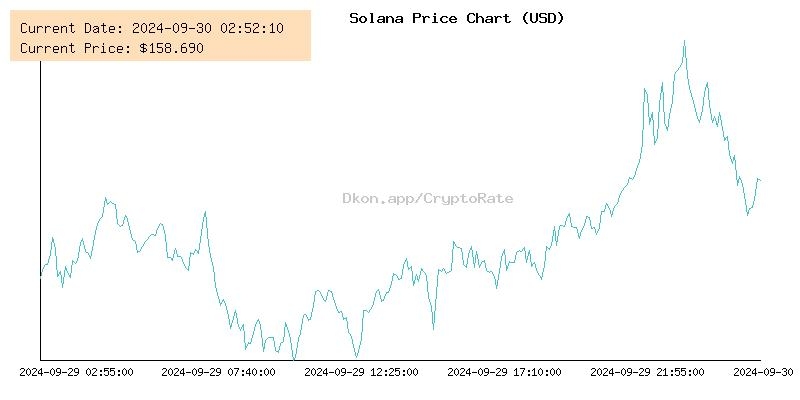 Solana Price Chart (USD)
Current Date: 2024-09-30 02:52:10
Current Price: $158.690
Dkon.app/CryptoRate
2024-09-29 02:55:00 2024-09-29 07:40:00 2024-09-29 12:25:00 2024-09-29 17:10:00 2024-09-29 21:55:00 2024-09-30